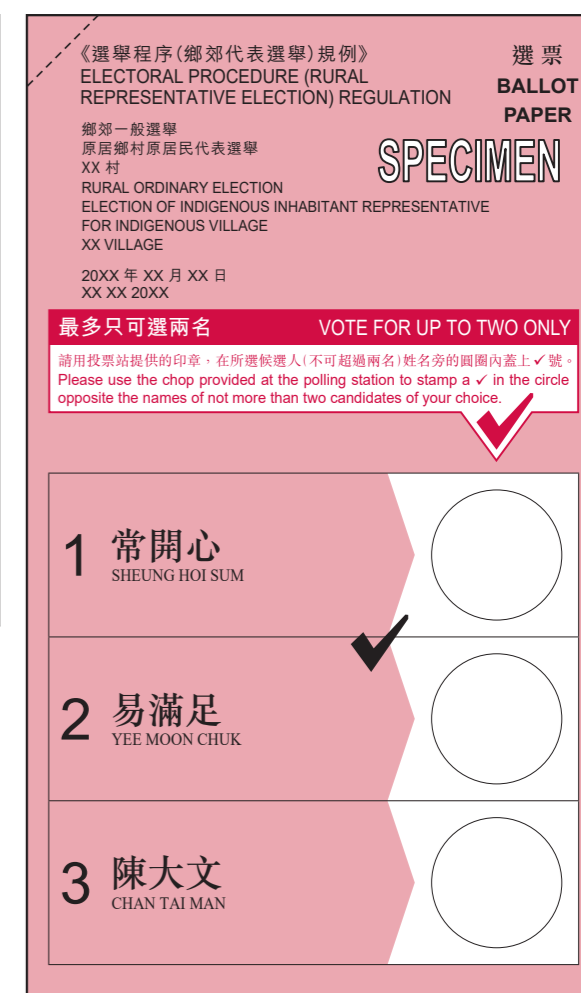 《選舉程序(鄉郊代表選舉)規例》
ELECTORAL PROCEDURE (RURAL
REPRESENTATIVE ELECTION) REGULATION
選票
BALLOT
PAPER
SPECIMEN
鄉郊一般選舉
原居鄉村原居民代表選舉
XX 村
RURAL ORDINARY ELECTION
ELECTION OF INDIGENOUS INHABITANT REPRESENTATIVE
FOR INDIGENOUS VILLAGE
XX VILLAGE
20XX 年 XX 月 XX 日
XX XX 20XX
最多只可選兩名 VOTE FOR UP TO TWO ONLY
請用投票站提供的印章，在所選候選人(不可超過兩名)姓名旁的圓圈內蓋上✓號。
Please use the chop provided at the polling station to stamp a ✓ in the circle
opposite the names of not more than two candidates of your choice.
1 常開心
SHEUNG HOI SUM
2 易滿足
YEE MOON CHUK
3 陳大文
CHAN TAI MAN